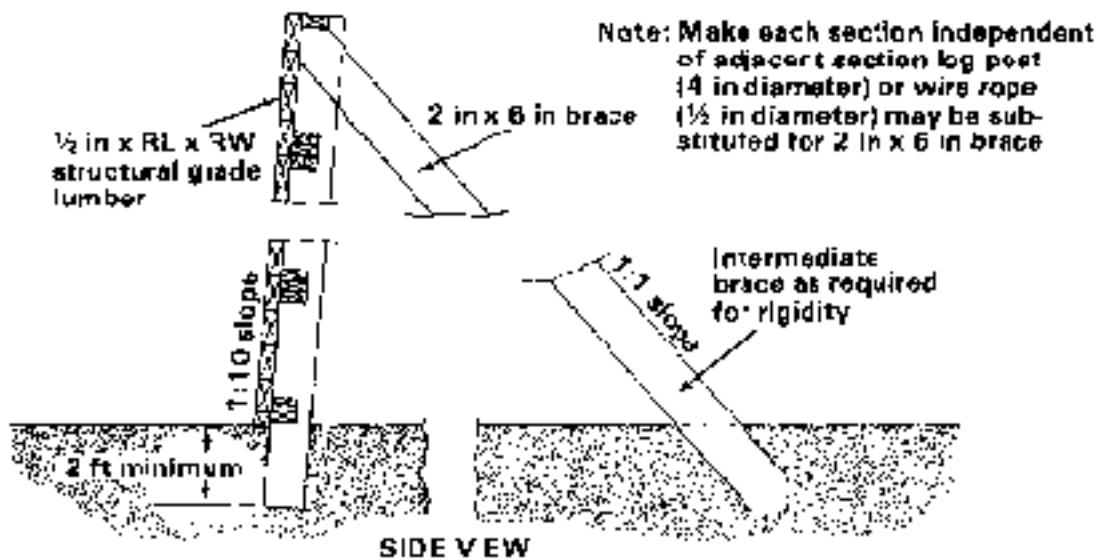 Note: Make each section independent
of adjacent section log post
(4 in diameter) or wire rope
(½ in diameter) may be sub-
stituted for 2 in x 6 in brace
2 in x 6 in brace
½ in x RL x RW
structural grade
lumber
1:10 slope
1:1 slope
Intermediate
brace as required
for rigidity
2 ft minimum
SIDE VIEW